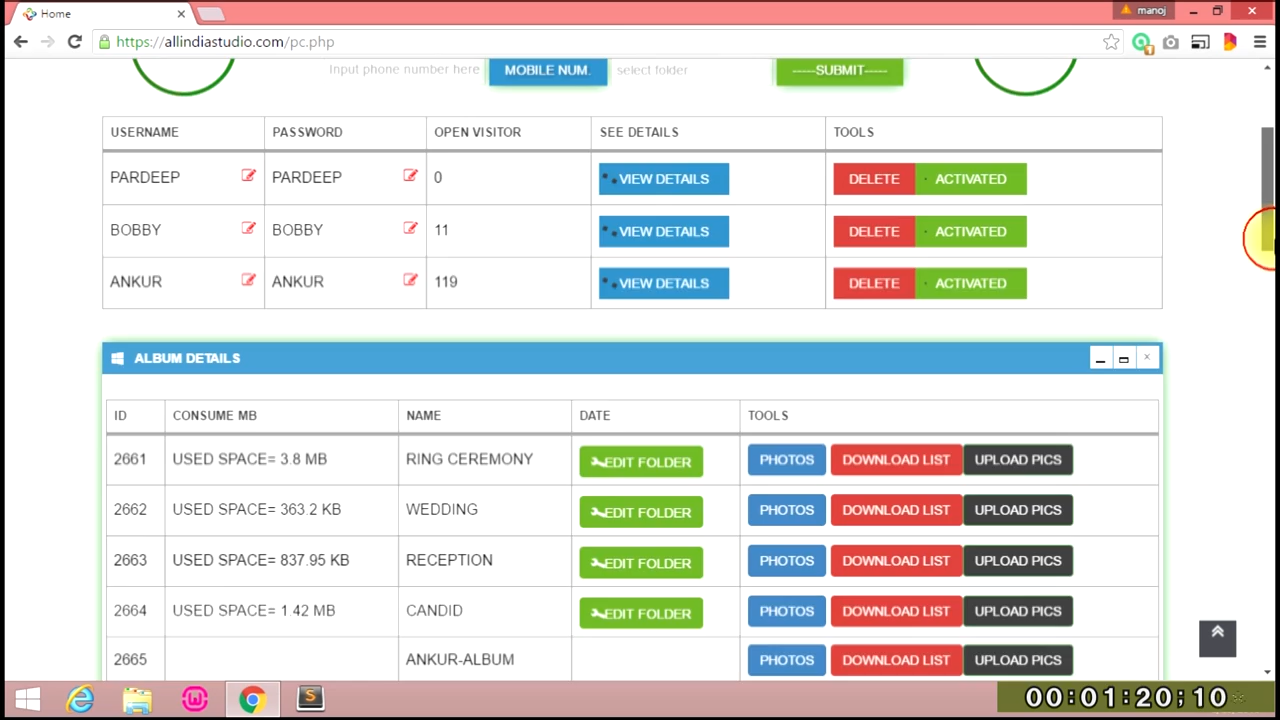 Home
manoj
https://allindiastudio.com/pc.php
Input phone number here MOBILE NUM. select folder -----SUBMIT-----
USERNAME PASSWORD OPEN VISITOR SEE DETAILS TOOLS
PARDEEP PARDEEP 0 VIEW DETAILS DELETE ACTIVATED
BOBBY BOBBY 11 VIEW DETAILS DELETE ACTIVATED
ANKUR ANKUR 119 VIEW DETAILS DELETE ACTIVATED
ALBUM DETAILS
ID CONSUME MB NAME DATE TOOLS
2661 USED SPACE= 3.8 MB RING CEREMONY EDIT FOLDER PHOTOS DOWNLOAD LIST UPLOAD PICS
2662 USED SPACE= 363.2 KB WEDDING EDIT FOLDER PHOTOS DOWNLOAD LIST UPLOAD PICS
2663 USED SPACE= 837.95 KB RECEPTION EDIT FOLDER PHOTOS DOWNLOAD LIST UPLOAD PICS
2664 USED SPACE= 1.42 MB CANDID EDIT FOLDER PHOTOS DOWNLOAD LIST UPLOAD PICS
2665 ANKUR-ALBUM PHOTOS DOWNLOAD LIST UPLOAD PICS
00:01:20;10